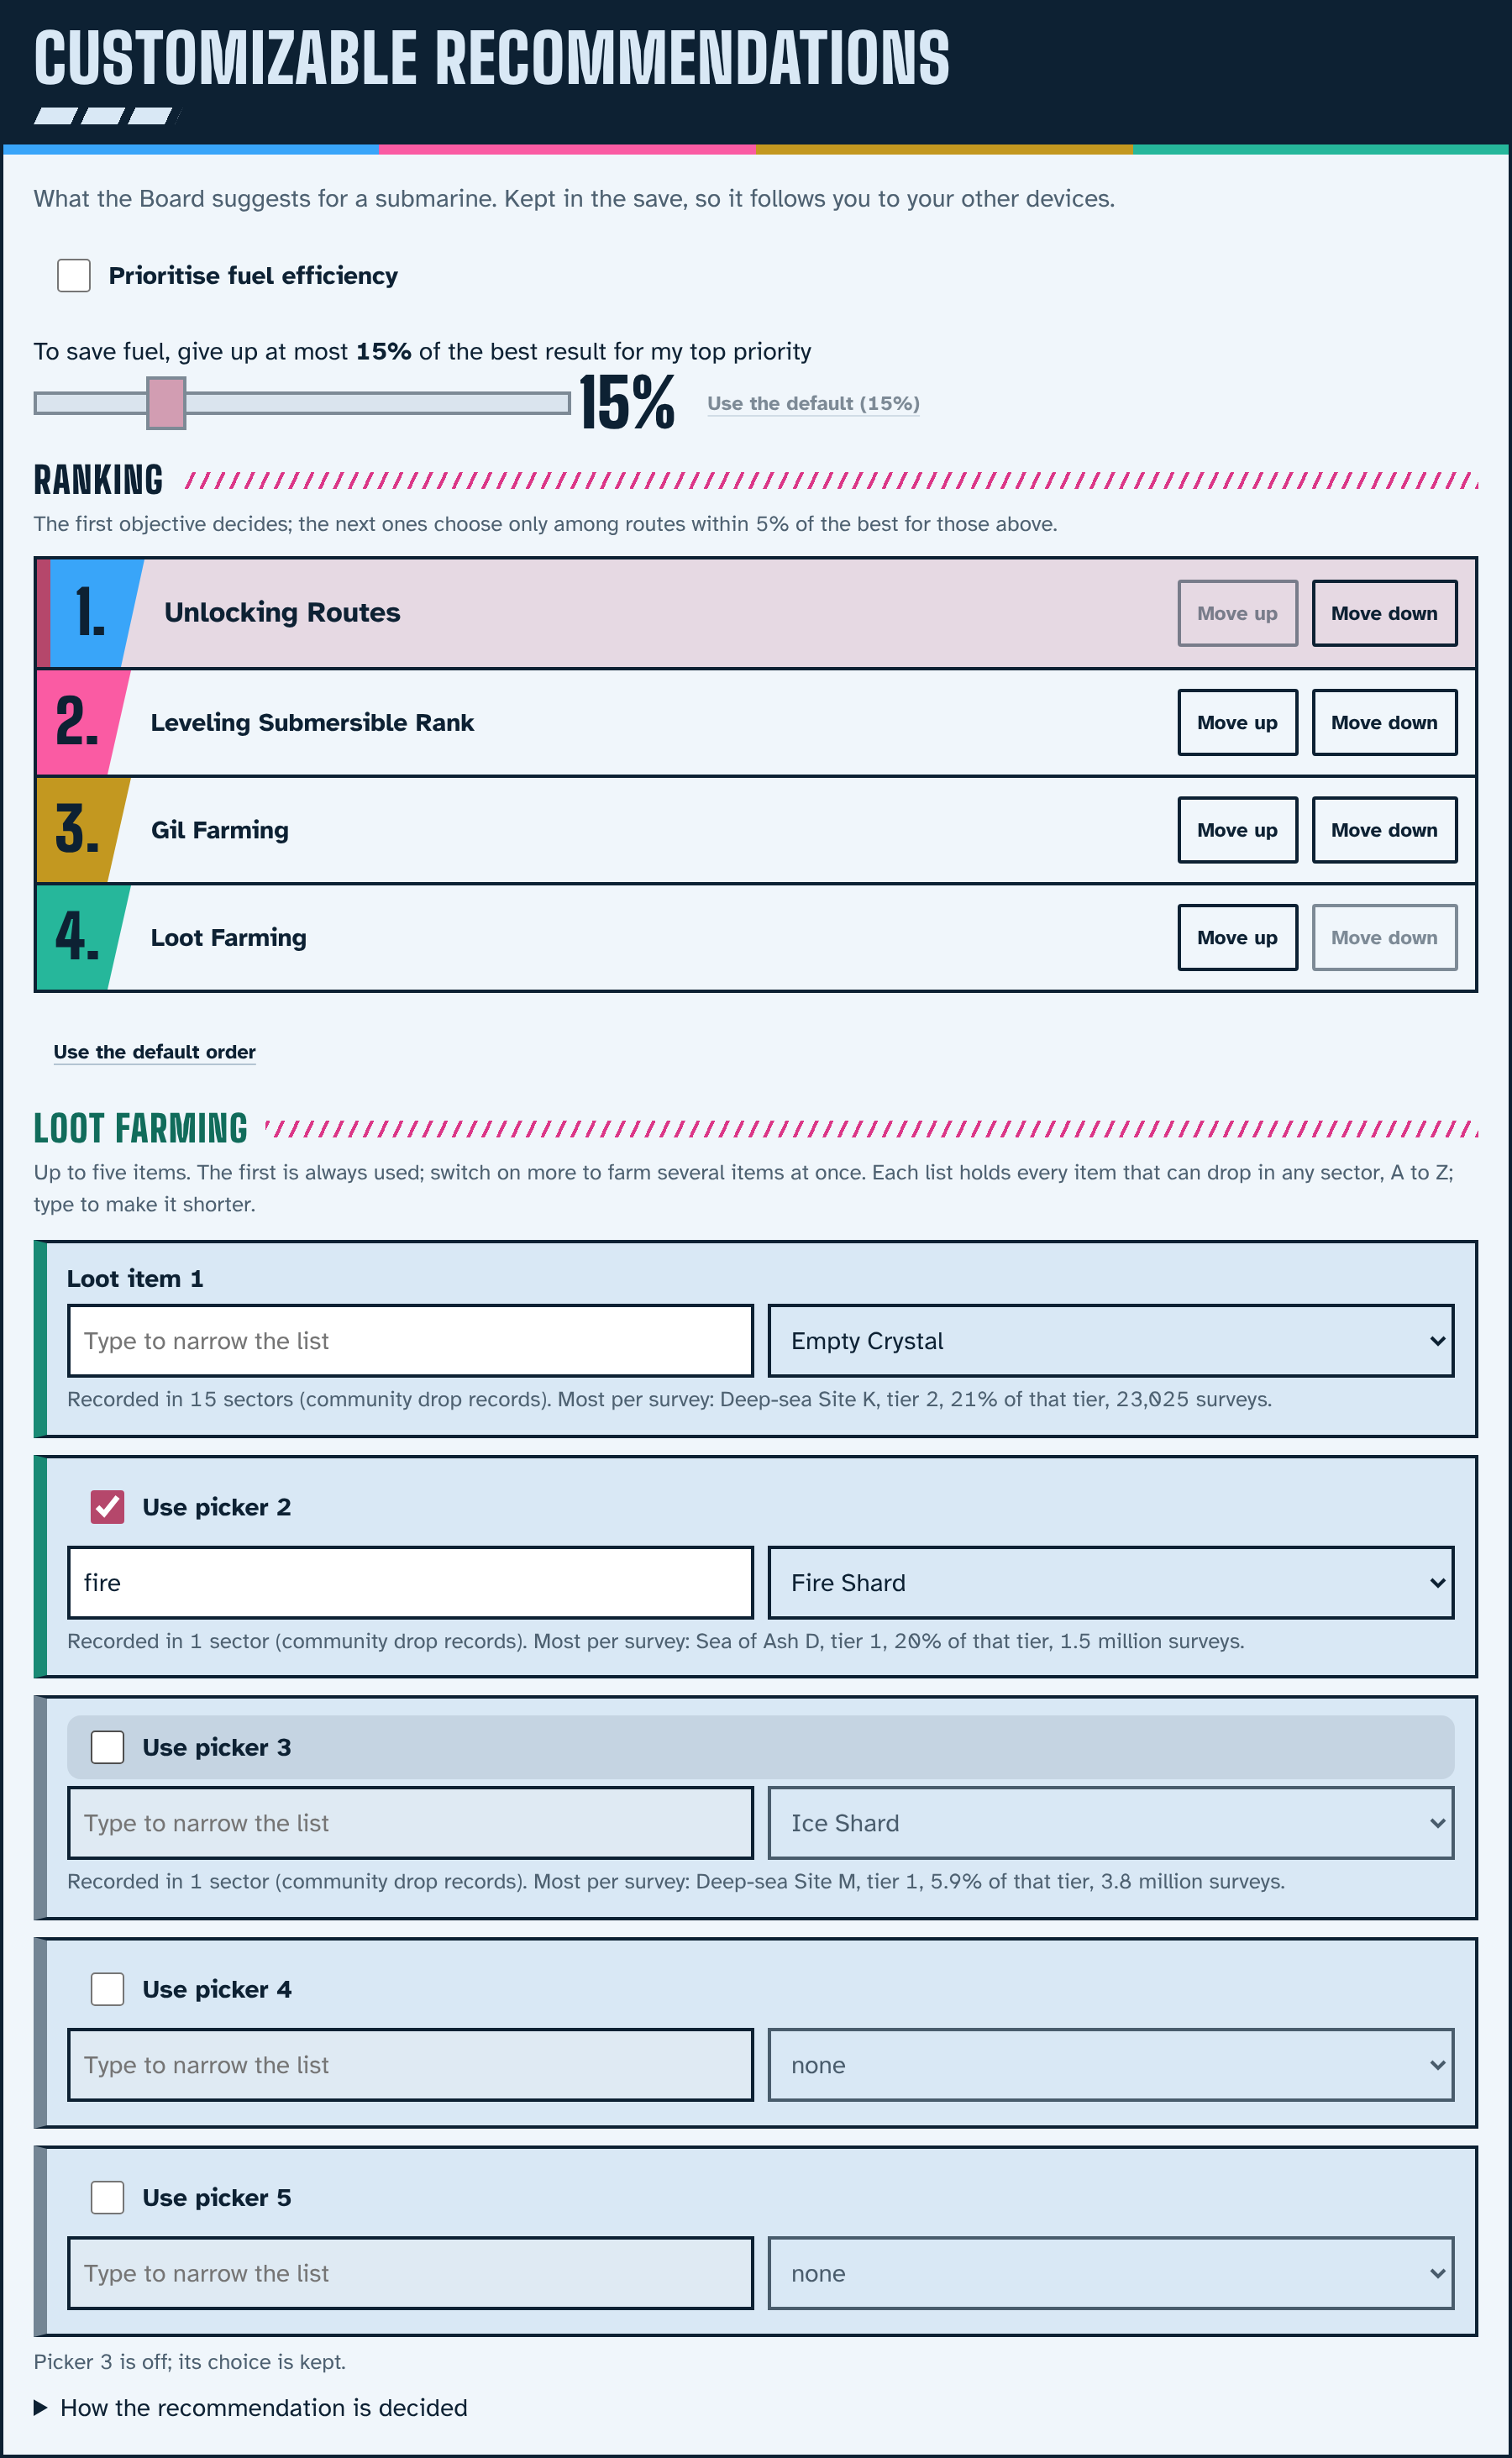 CUSTOMIZABLE RECOMMENDATIONS
What the Board suggests for a submarine. Kept in the save, so it follows you to your other devices.
Prioritise fuel efficiency
To save fuel, give up at most 15% of the best result for my top priority
15% Use the default (15%)
RANKING
The first objective decides; the next ones choose only among routes within 5% of the best for those above.
1. Unlocking Routes Move up Move down
2. Leveling Submersible Rank Move up Move down
3. Gil Farming Move up Move down
4. Loot Farming Move up Move down
Use the default order
LOOT FARMING
Up to five items. The first is always used; switch on more to farm several items at once. Each list holds every item that can drop in any sector, A to Z;
type to make it shorter.
Loot item 1
Type to narrow the list Empty Crystal
Recorded in 15 sectors (community drop records). Most per survey: Deep-sea Site K, tier 2, 21% of that tier, 23,025 surveys.
Use picker 2
fire Fire Shard
Recorded in 1 sector (community drop records). Most per survey: Sea of Ash D, tier 1, 20% of that tier, 1.5 million surveys.
Use picker 3
Type to narrow the list Ice Shard
Recorded in 1 sector (community drop records). Most per survey: Deep-sea Site M, tier 1, 5.9% of that tier, 3.8 million surveys.
Use picker 4
Type to narrow the list none
Use picker 5
Type to narrow the list none
Picker 3 is off; its choice is kept.
How the recommendation is decided